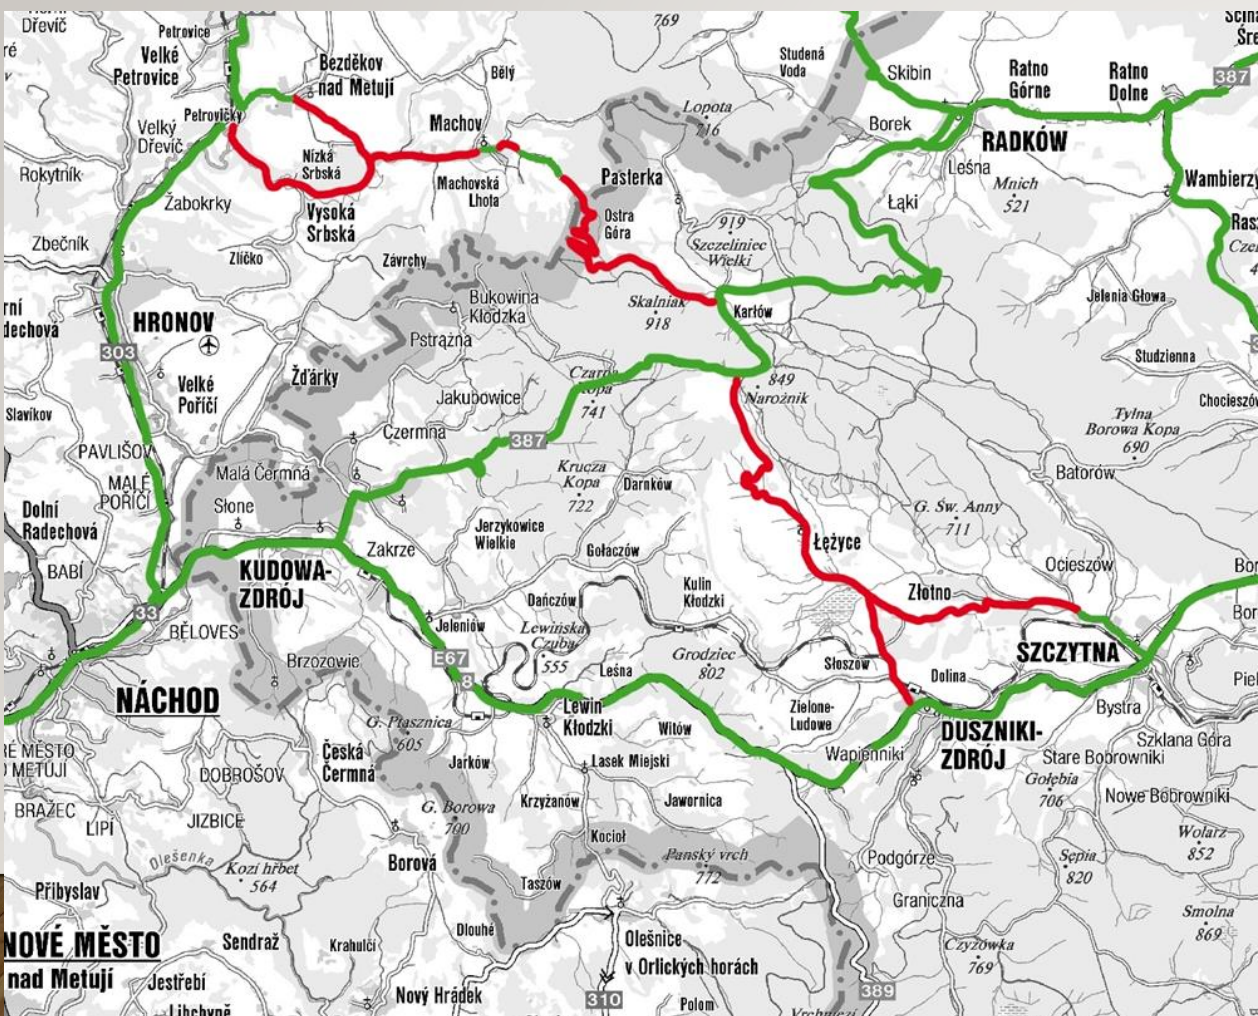 Dřevíč
Petrovice
Velké
Petrovice
Bezděkov
nad Metují
Bělý
769
Studená
Voda
Skibin
Ratno
Górne
Ratno
Dolne
387
Petrovičky
Velký
Dřevíč
Machov
Lopota
716
Borek
RADKÓW
Rokytník
Nízká
Srbská
Machovská
Lhota
Pasterka
Leśna
Mnich
521
Žabokrky
Vysoká
Srbská
Ostra
Góra
919
Szczeliniec
Wielki
Łąki
Zbečník
Zlíčko
Závrchy
Bukowina
Kłodzka
Skalniak
918
Karłów
Jelenia Głowa
HRONOV
303
Pstrążna
Studzienna
Velké
Poříčí
Žďárky
Czarna
Kopa
741
849
Narożnik
Slavíkov
Jakubowice
Chocieszów
PAVLIŠOV
Czermna
387
Tylna
Borowa Kopa
690
MALÉ
POŘÍČÍ
Malá Čermná
Krucza
Kopa
722
Darnków
Batorów
Dolní
Radechová
Słone
Jerzykowice
Wielkie
G. Św. Anny
711
BABÍ
KUDOWA-
ZDRÓJ
Zakrze
Gołaczów
Łężyce
Ocieszów
33
BĚLOVES
Dańczów
Kulin
Kłodzki
Złotno
Jeleniów
Lewińska
Czuba
555
SZCZYTNA
Brzozowie
E67
8
Leśna
Grodziec
802
Słoszów
Dolina
NÁCHOD
Lewin
Kłodzki
Zielone-
Ludowe
Bystra
G. Ptasznica
605
Witów
Wapienniki
DUSZNIKI-
ZDRÓJ
Szklana Góra
Česká
Čermná
Jarków
Lasek Miejski
Stare Bobrowniki
DOBROŠOV
Gołębia
706
BRAŽEC
Krzyżanów
Jawornica
Nowe Bobrowniki
LIPÍ
JIZBICE
G. Borowa
700
Kocioł
Wolarz
852
Olešenka
Kozí hřbet
564
Borová
Panský vrch
772
Podgórze
Sępia
820
Přibyslav
Taszów
Graniczna
Smolna
869
NOVÉ MĚSTO
nad Metují
Sendraž
Krahulčí
Dlouhé
Olešnice
v Orlických horách
Czyżówka
769
Jestřebí
Nový Hrádek
310
Polom
389
Libchyně